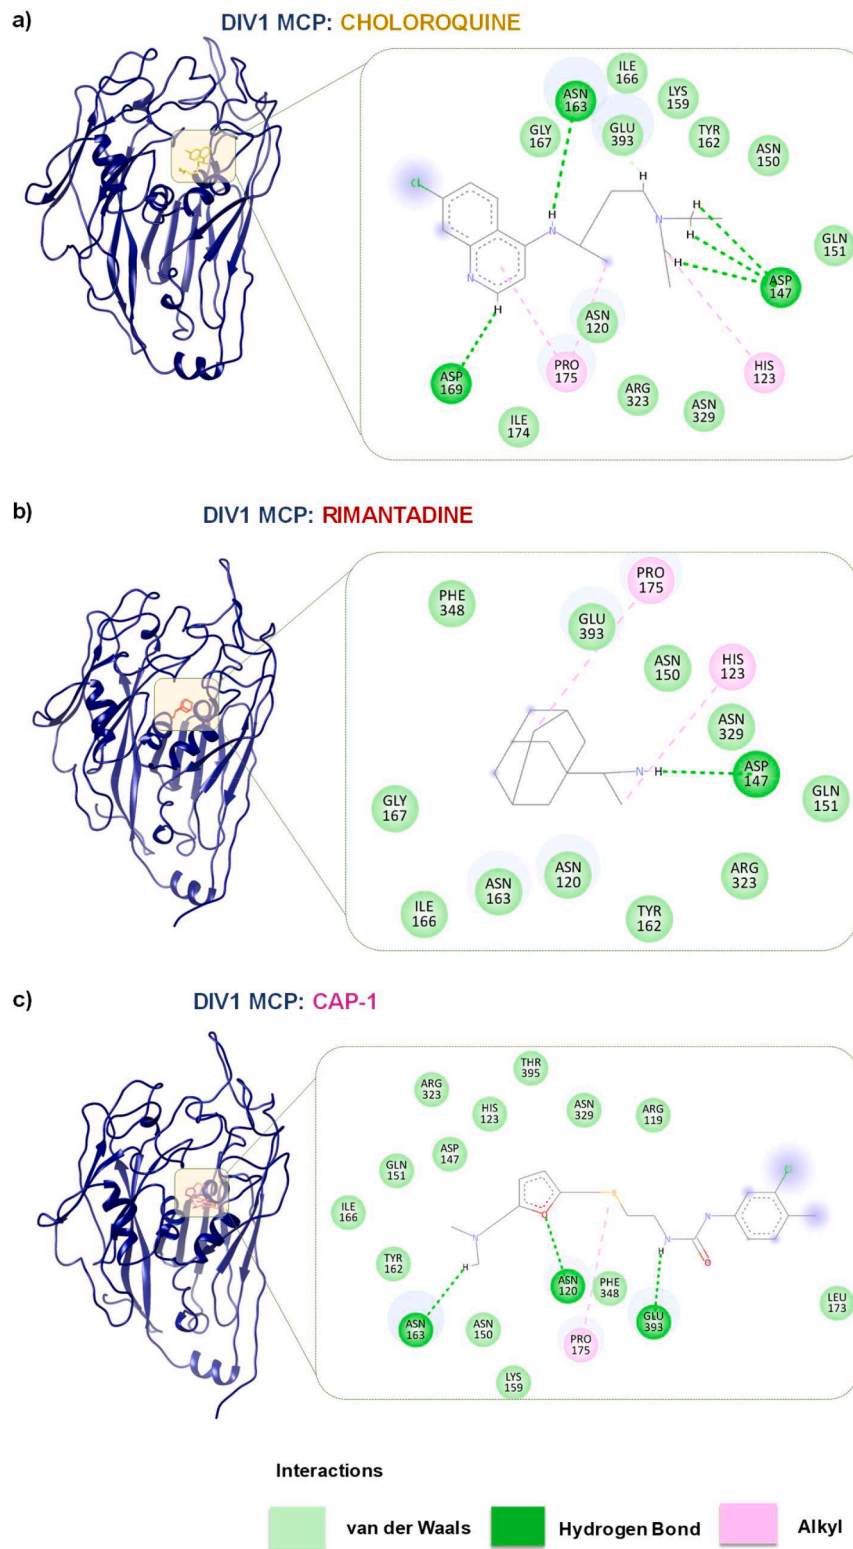 a)
DIV1 MCP: CHOLOROQUINE
ILE
166
ASN
163
LYS
159
GLY
167
GLU
393
TYR
162
ASN
150
Cl
H
H
N
H
N
H
H
GLN
151
ASP
147
N
H
ASN
120
PRO
175
HIS
123
ASP
169
ARG
323
ASN
329
ILE
174
b)
DIV1 MCP: RIMANTADINE
PRO
175
PHE
348
GLU
393
ASN
150
HIS
123
ASN
329
N H
ASP
147
GLN
151
GLY
167
ASN
163
ASN
120
ARG
323
ILE
166
TYR
162
c)
DIV1 MCP: CAP-1
THR
395
ARG
323
HIS
123
ASN
329
ARG
119
ASP
147
GLN
151
Cl
ILE
166
S
O
N
N
N
H
O
TYR
162
H
ASN
120
PHE
348
LEU
173
ASN
163
ASN
150
GLU
393
PRO
175
LYS
159
Interactions
van der Waals
Hydrogen Bond
Alkyl